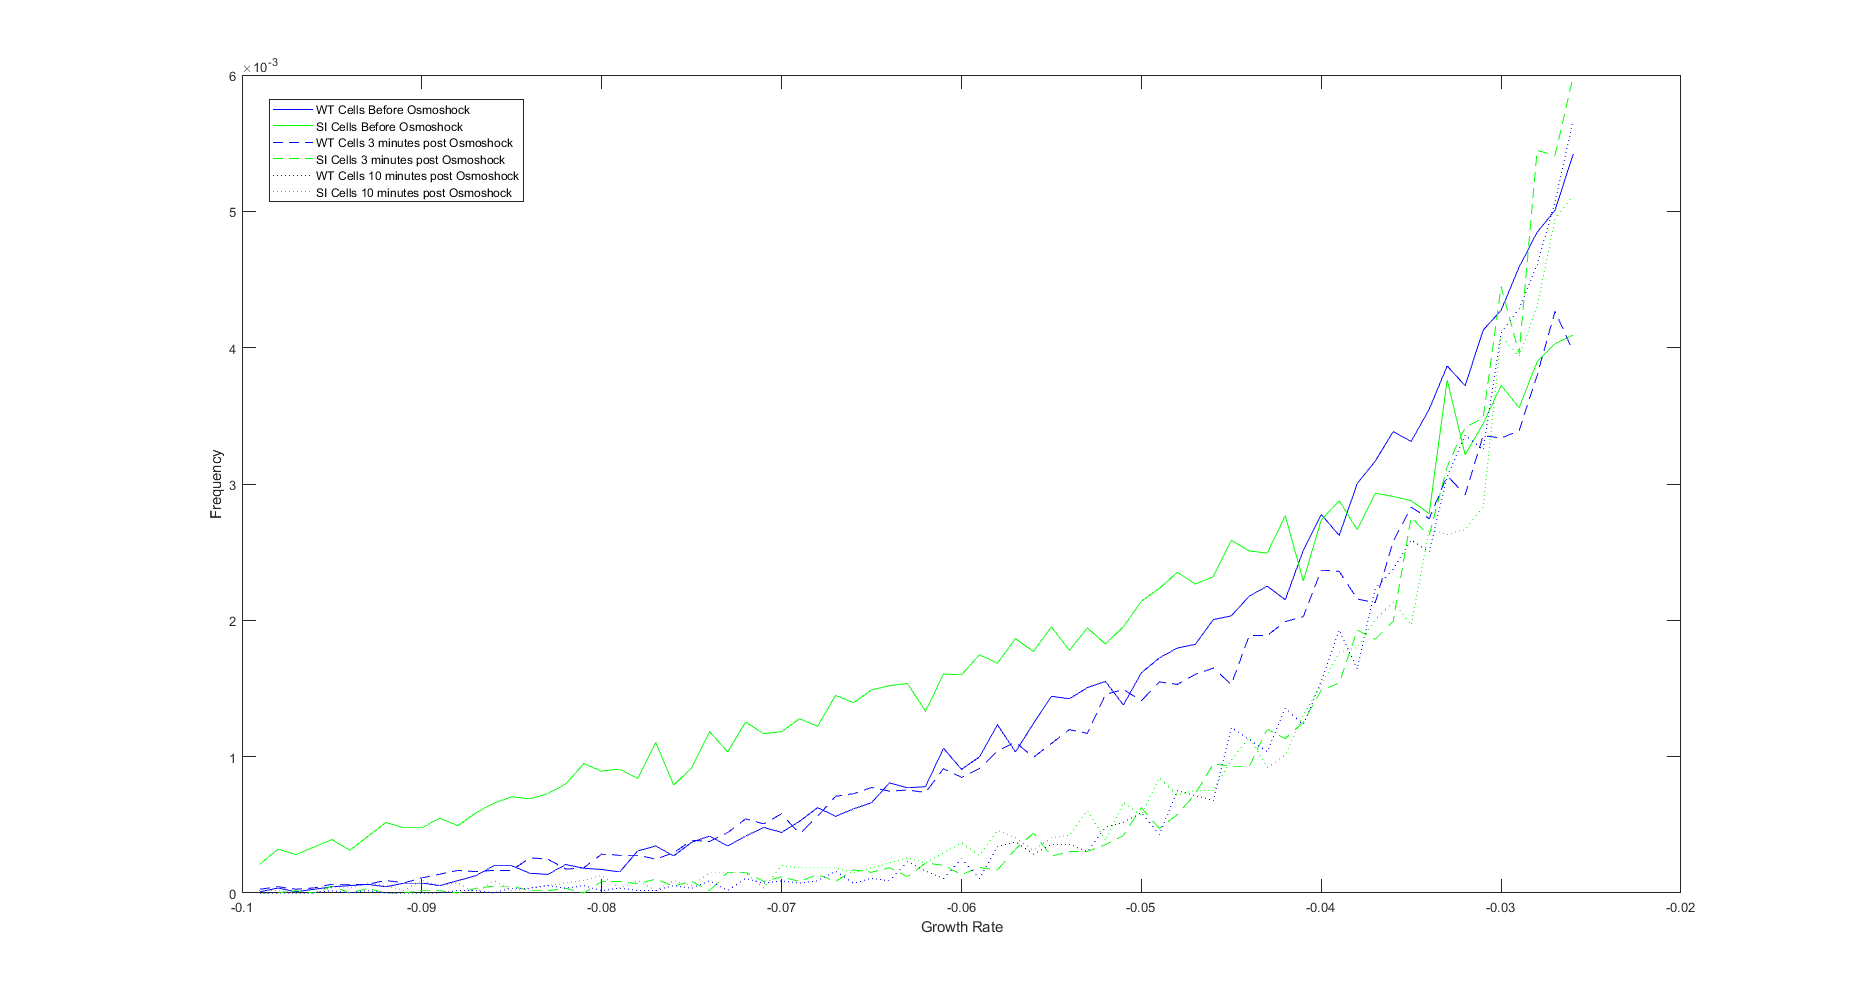 ×10-3
6
WT Cells Before Osmoshock
SI Cells Before Osmoshock
WT Cells 3 minutes post Osmoshock
SI Cells 3 minutes post Osmoshock
WT Cells 10 minutes post Osmoshock
SI Cells 10 minutes post Osmoshock
5
4
Frequency
3
2
1
0
-0.1 -0.09 -0.08 -0.07 -0.06 -0.05 -0.04 -0.03 -0.02
Growth Rate